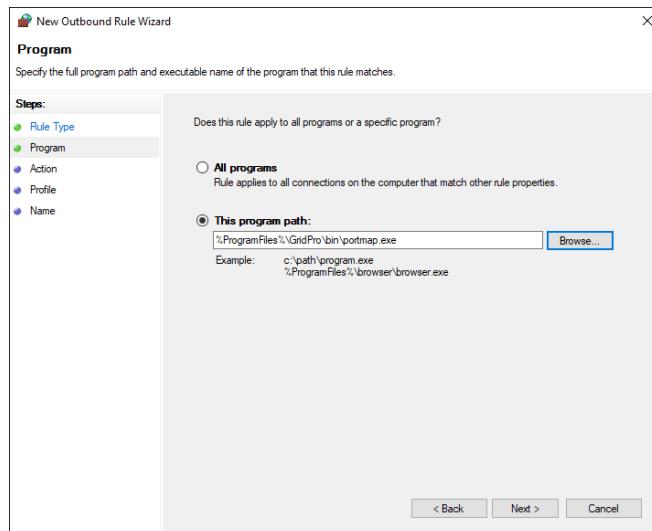 New Outbound Rule Wizard
Program
Specify the full program path and executable name of the program that this rule matches.
Steps:
Rule Type
Program
Action
Profile
Name
Does this rule apply to all programs or a specific program?
All programs
Rule applies to all connections on the computer that match other rule properties.
This program path:
%ProgramFiles%\GridPro\bin\portmap.exe
Browse...
Example: c:\path\program.exe
%ProgramFiles%\browser\browser.exe
< Back Next > Cancel